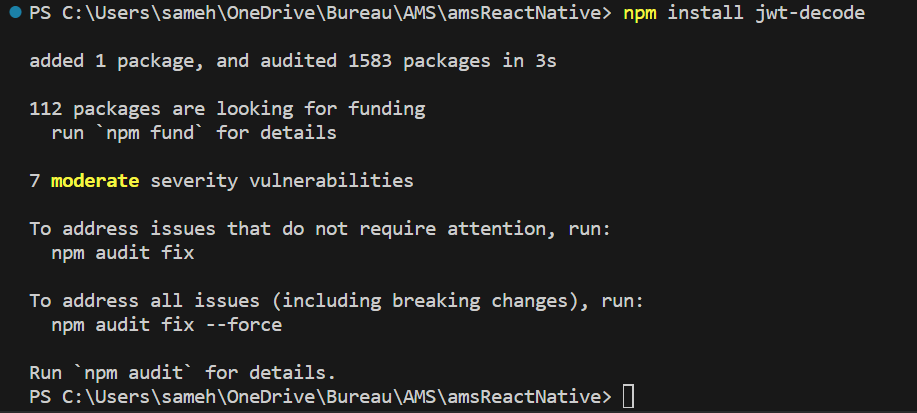 PS C:\Users\sameh\OneDrive\Bureau\AMS\amsReactNative> npm install jwt-decode
added 1 package, and audited 1583 packages in 3s
112 packages are looking for funding
  run `npm fund` for details
7 moderate severity vulnerabilities
To address issues that do not require attention, run:
  npm audit fix
To address all issues (including breaking changes), run:
  npm audit fix --force
Run `npm audit` for details.
PS C:\Users\sameh\OneDrive\Bureau\AMS\amsReactNative>